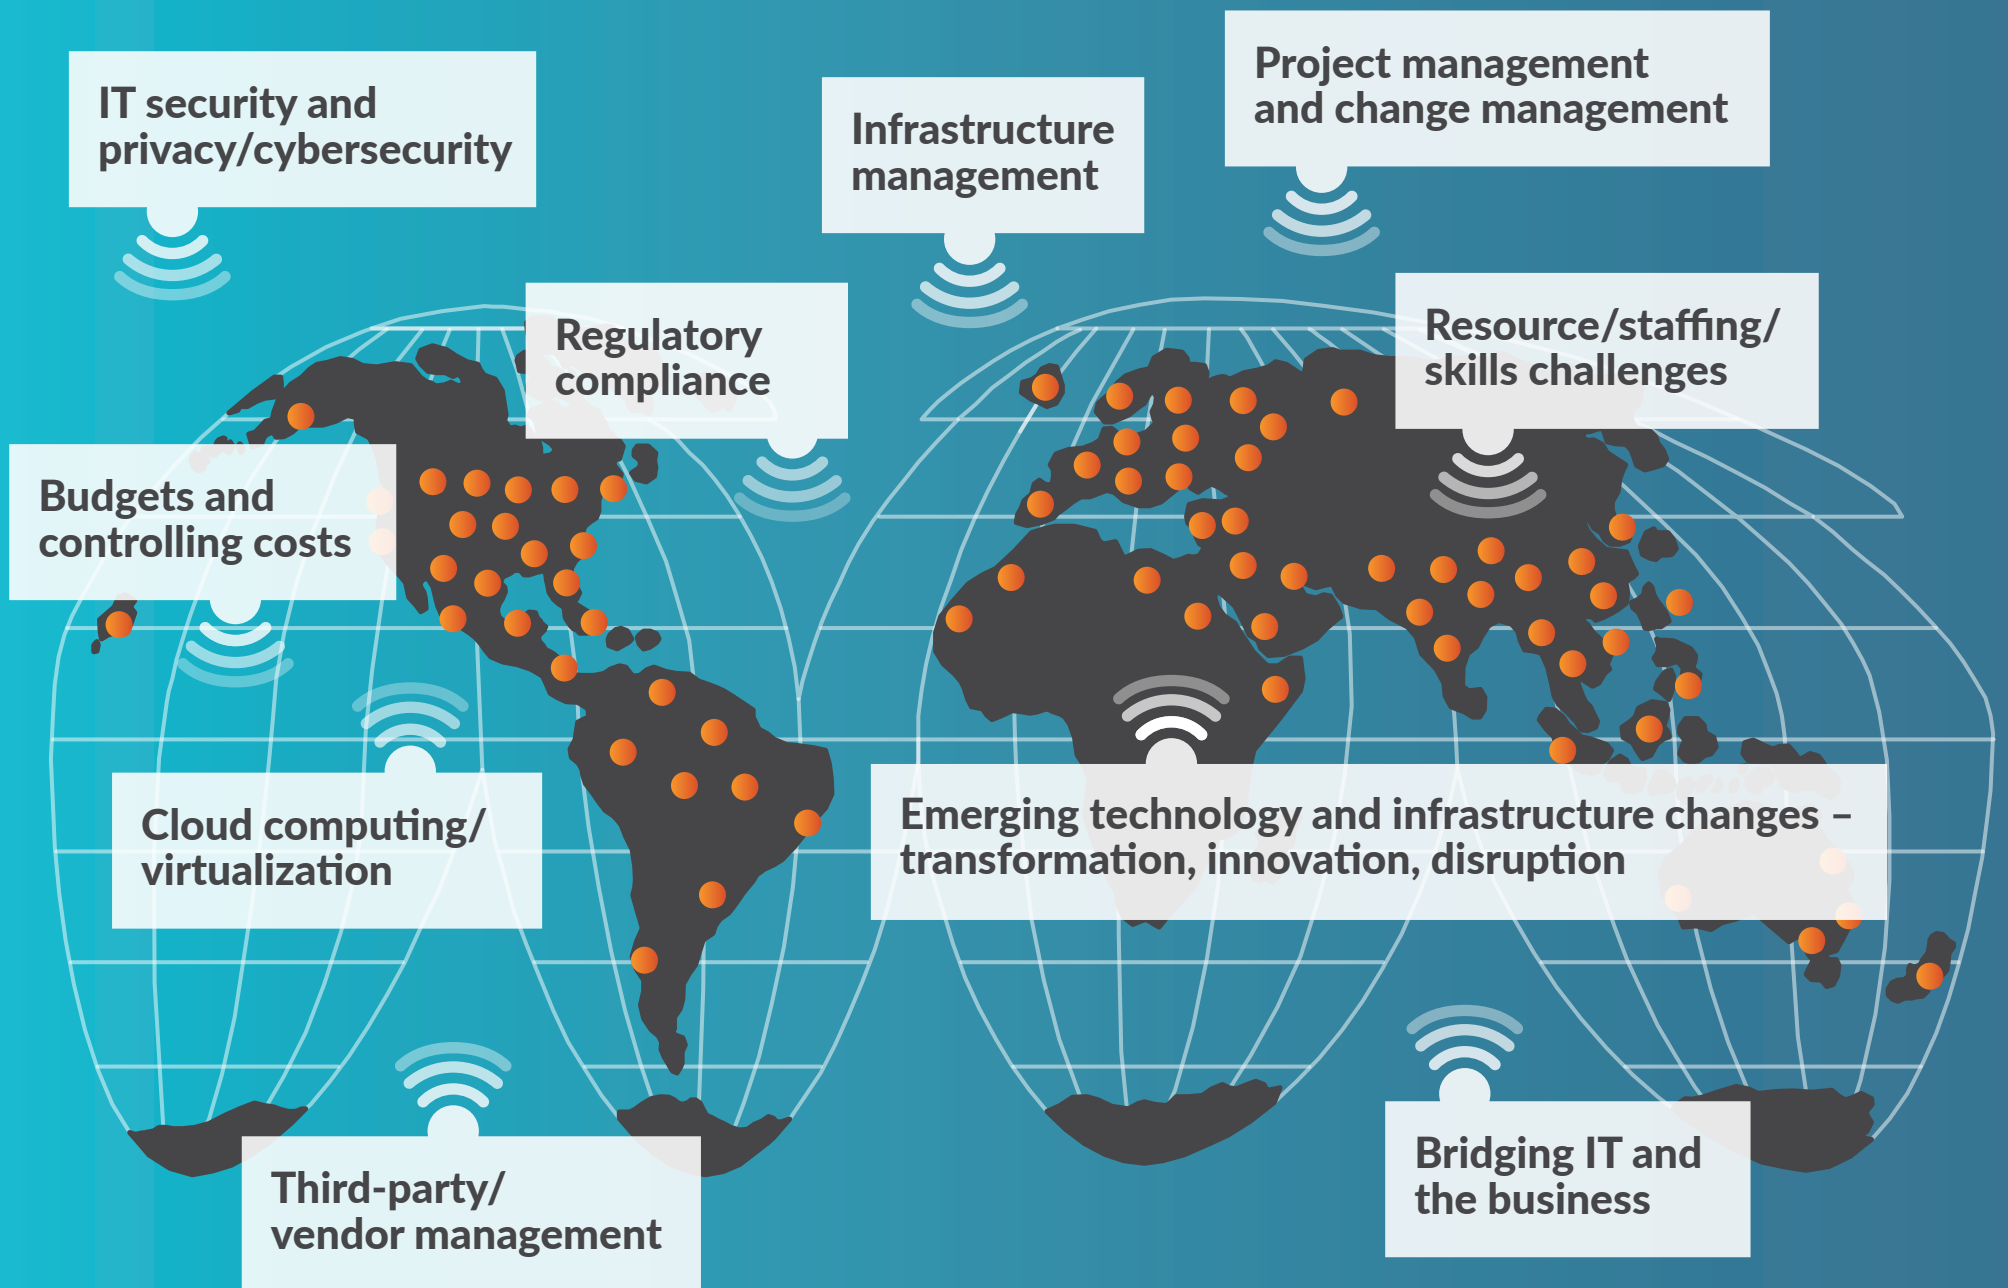 IT security and
privacy/cybersecurity
Infrastructure
management
Project management
and change management
Regulatory
compliance
Resource/staffing/
skills challenges
Budgets and
controlling costs
Cloud computing/
virtualization
Emerging technology and infrastructure changes –
transformation, innovation, disruption
Third-party/
vendor management
Bridging IT and
the business